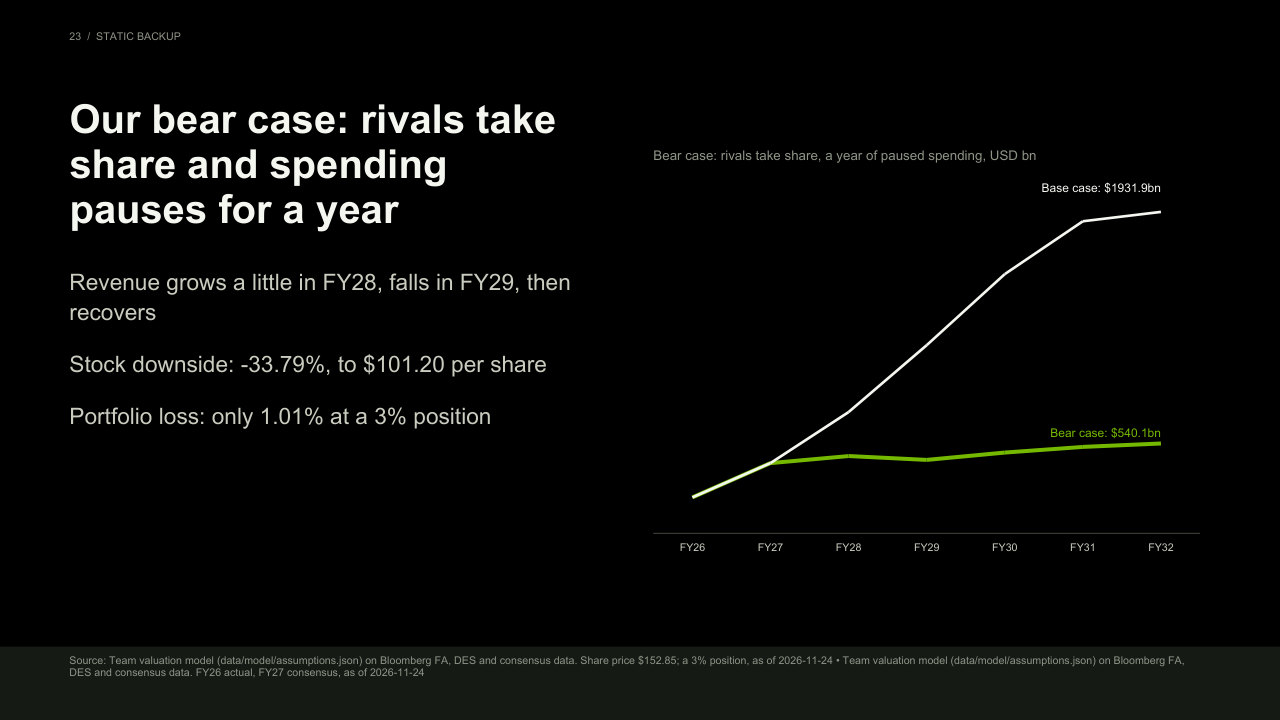 23 / STATIC BACKUP
Our bear case: rivals take
share and spending
pauses for a year
Revenue grows a little in FY28, falls in FY29, then
recovers
Stock downside: -33.79%, to $101.20 per share
Portfolio loss: only 1.01% at a 3% position
Bear case: rivals take share, a year of paused spending, USD bn
Base case: $1931.9bn
Bear case: $540.1bn
FY26 FY27 FY28 FY29 FY30 FY31 FY32
Source: Team valuation model (data/model/assumptions.json) on Bloomberg FA, DES and consensus data. Share price $152.85; a 3% position, as of 2026-11-24 • Team valuation model (data/model/assumptions.json) on Bloomberg FA,
DES and consensus data. FY26 actual, FY27 consensus, as of 2026-11-24